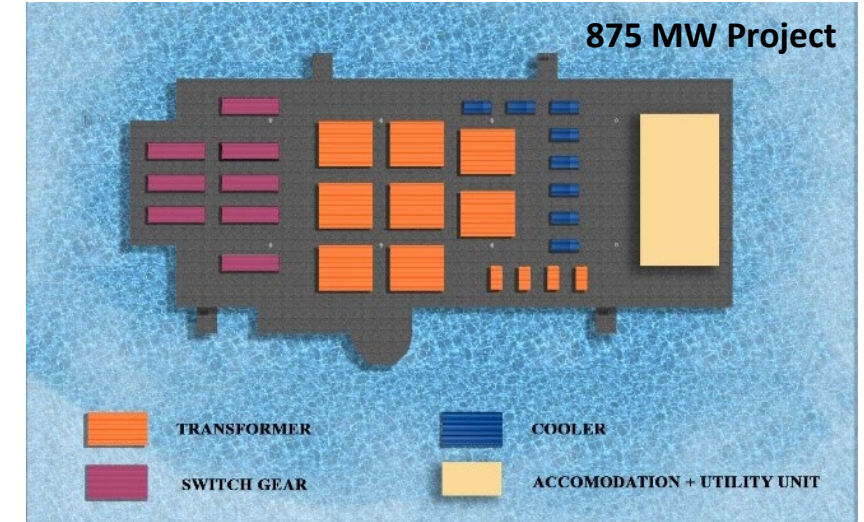 875 MW Project
TRANSFORMER
COOLER
SWITCH GEAR
ACCOMODATION + UTILITY UNIT